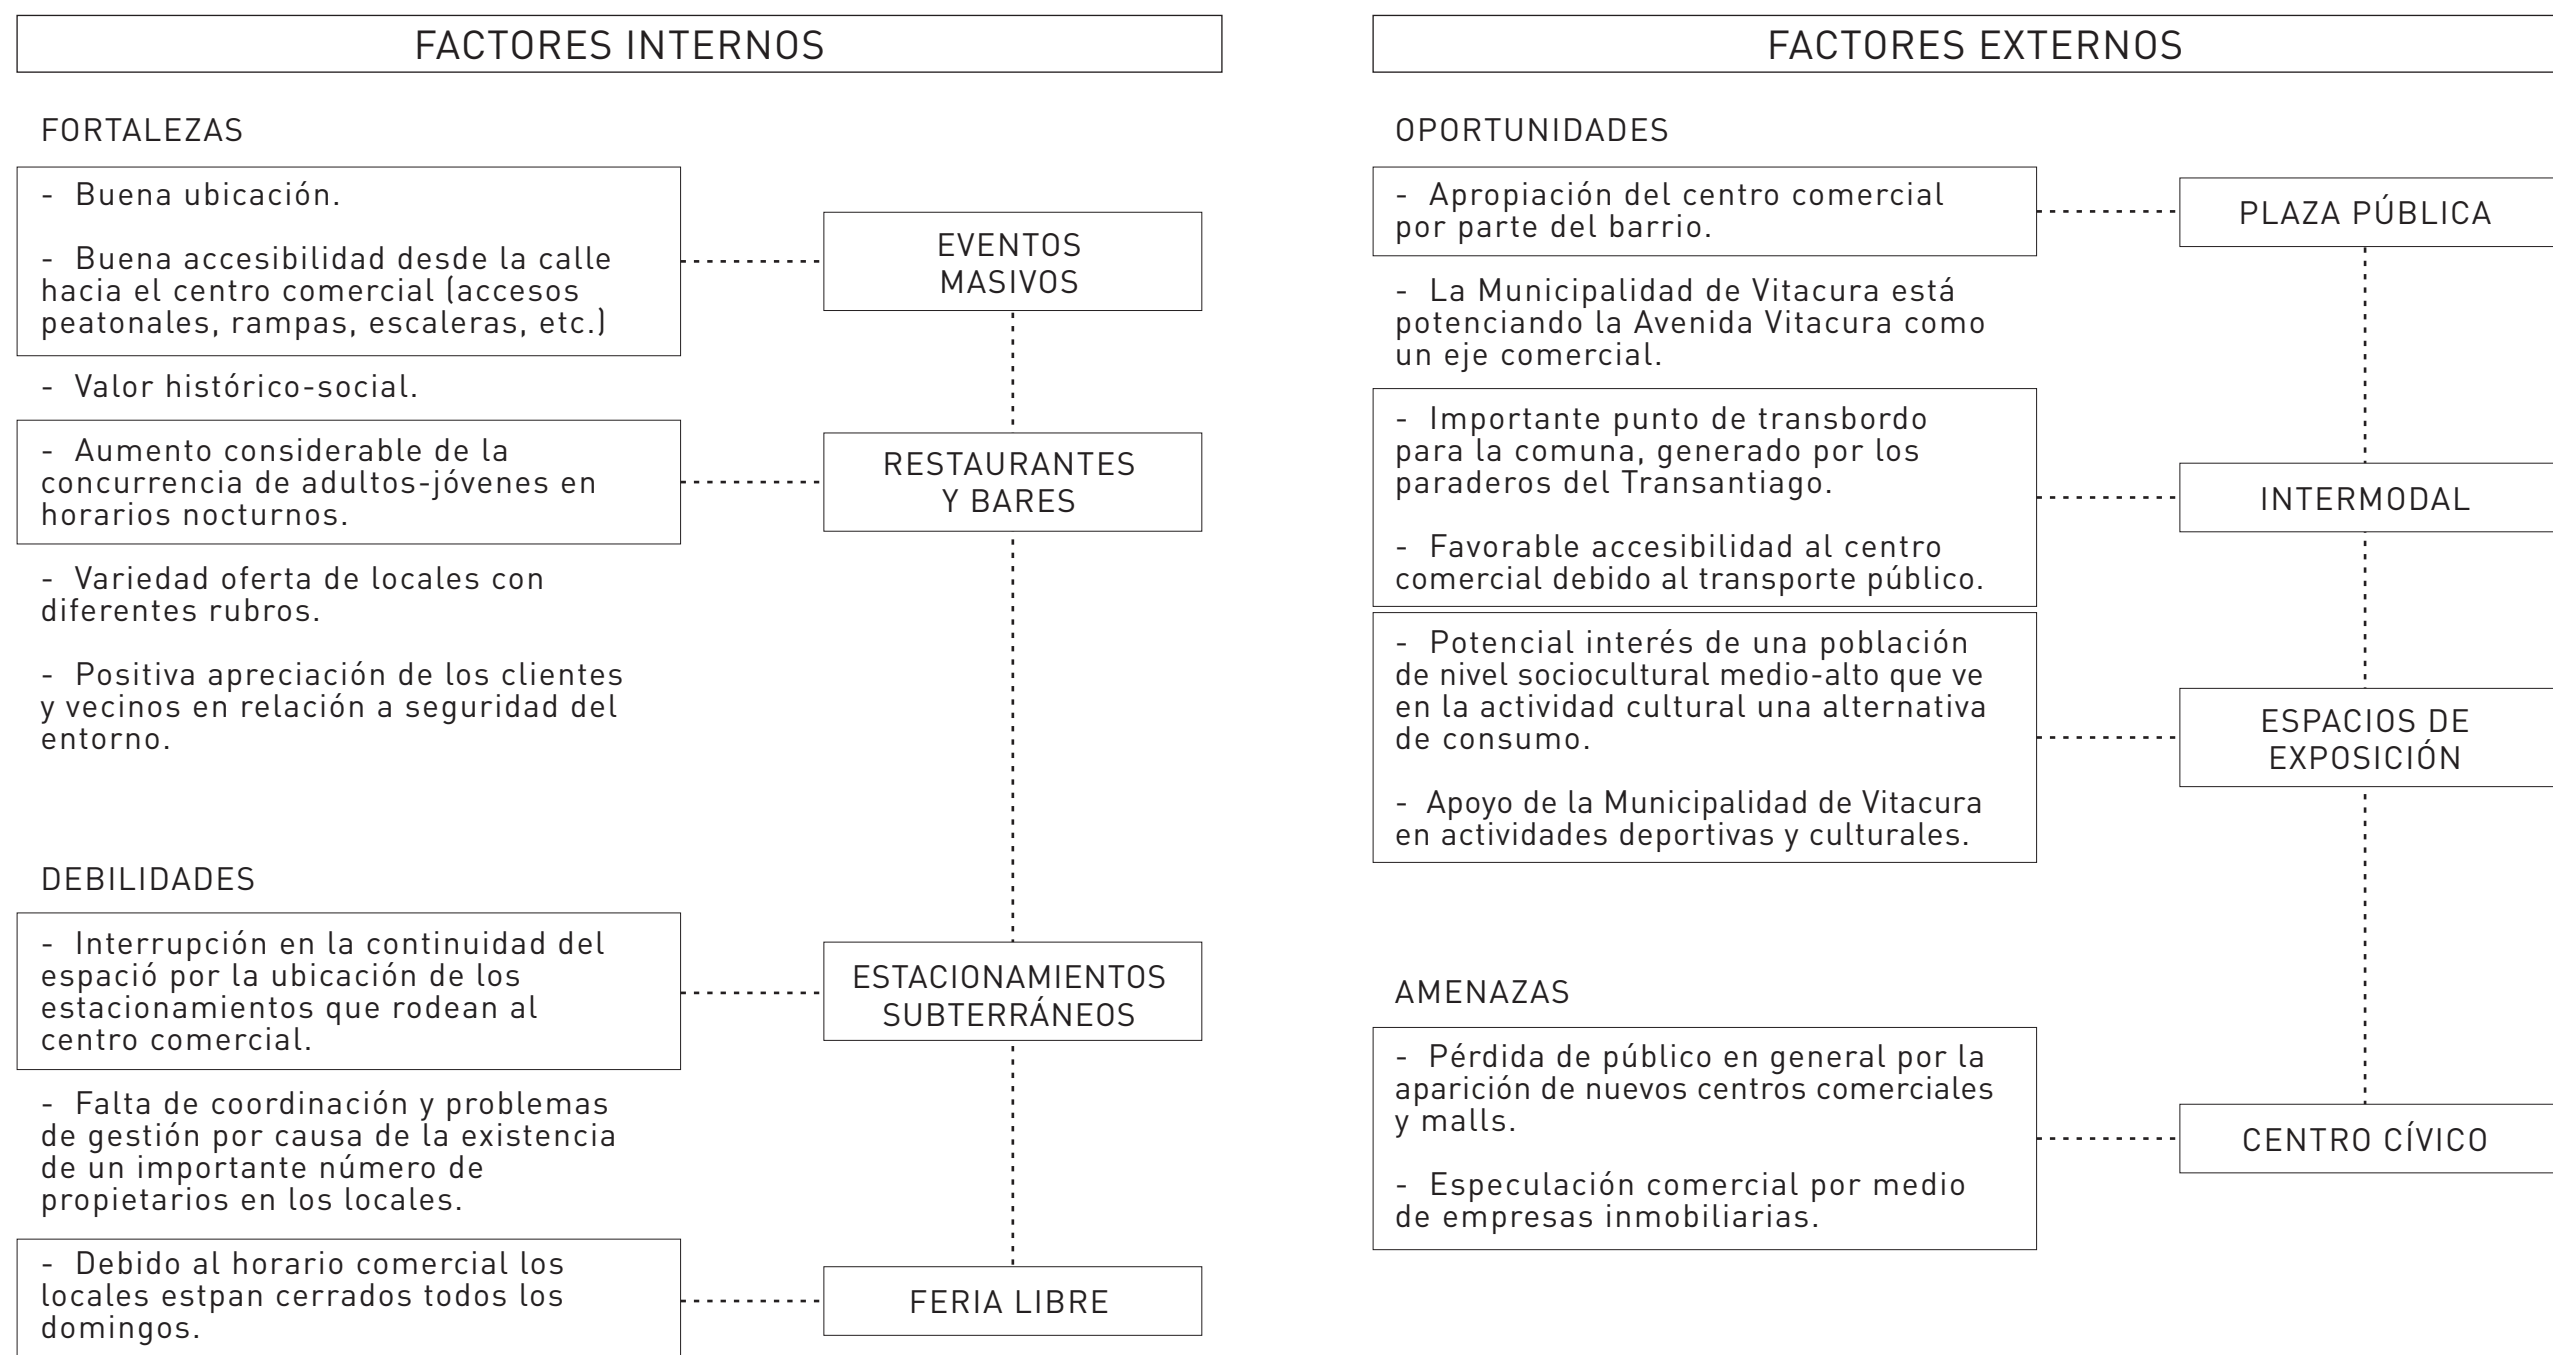 FACTORES INTERNOS
FORTALEZAS
- Buena ubicación.
- Buena accesibilidad desde la calle
hacia el centro comercial (accesos
peatonales, rampas, escaleras, etc.)
EVENTOS
MASIVOS
- Valor histórico-social.
- Aumento considerable de la
concurrencia de adultos-jóvenes en
horarios nocturnos.
RESTAURANTES
Y BARES
- Variedad oferta de locales con
diferentes rubros.
- Positiva apreciación de los clientes
y vecinos en relación a seguridad del
entorno.
DEBILIDADES
- Interrupción en la continuidad del
espació por la ubicación de los
estacionamientos que rodean al
centro comercial.
ESTACIONAMIENTOS
SUBTERRÁNEOS
- Falta de coordinación y problemas
de gestión por causa de la existencia
de un importante número de
propietarios en los locales.
- Debido al horario comercial los
locales estpan cerrados todos los
domingos.
FERIA LIBRE
FACTORES EXTERNOS
OPORTUNIDADES
- Apropiación del centro comercial
por parte del barrio.
PLAZA PÚBLICA
- La Municipalidad de Vitacura está
potenciando la Avenida Vitacura como
un eje comercial.
- Importante punto de transbordo
para la comuna, generado por los
paraderos del Transantiago.
- Favorable accesibilidad al centro
comercial debido al transporte público.
INTERMODAL
- Potencial interés de una población
de nivel sociocultural medio-alto que ve
en la actividad cultural una alternativa
de consumo.
- Apoyo de la Municipalidad de Vitacura
en actividades deportivas y culturales.
ESPACIOS DE
EXPOSICIÓN
AMENAZAS
- Pérdida de público en general por la
aparición de nuevos centros comerciales
y malls.
- Especulación comercial por medio
de empresas inmobiliarias.
CENTRO CÍVICO